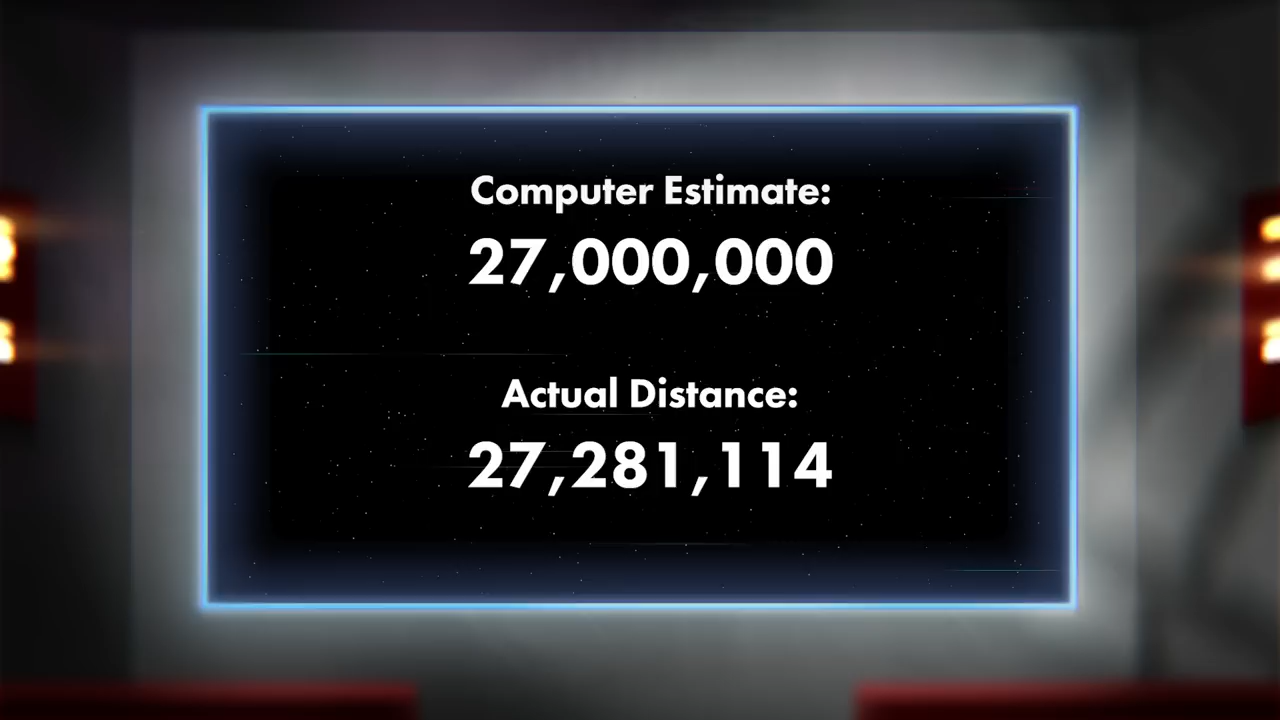 Computer Estimate:
27,000,000
Actual Distance:
27,281,114